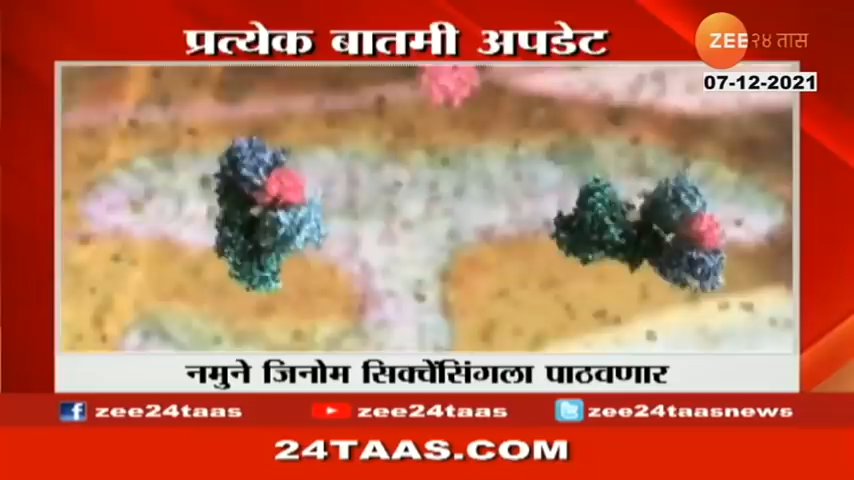 प्रत्येक बातमी अपडेट
ZEE २४ तास
07-12-2021
नमुने जिनोम सिक्वेंसिंगला पाठवणार
zee24taas
zee24taas
zee24taasnews
24TAAS.COM